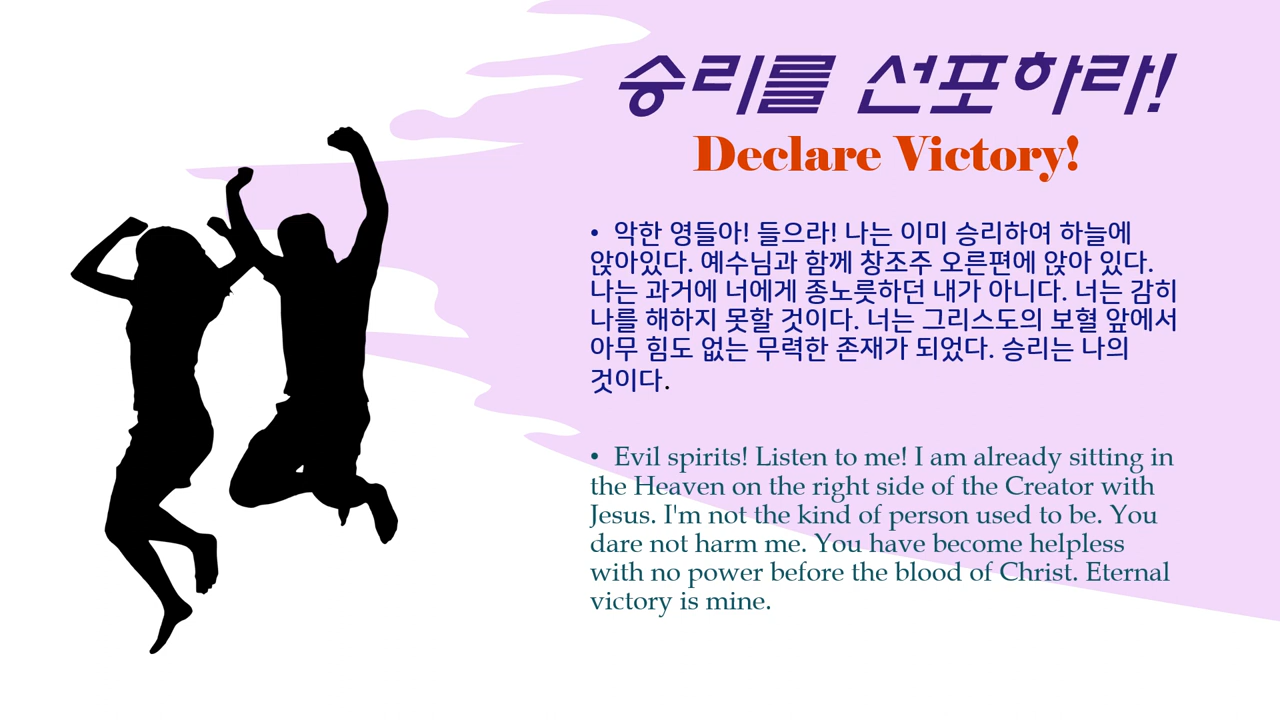 승리를 선포하라!
Declare Victory!
• 악한 영들아! 들으라! 나는 이미 승리하여 하늘에
앉아있다. 예수님과 함께 창조주 오른편에 앉아 있다.
나는 과거에 너에게 종노릇하던 내가 아니다. 너는 감히
나를 해하지 못할 것이다. 너는 그리스도의 보혈 앞에서
아무 힘도 없는 무력한 존재가 되었다. 승리는 나의
것이다.
• Evil spirits! Listen to me! I am already sitting in
the Heaven on the right side of the Creator with
Jesus. I'm not the kind of person used to be. You
dare not harm me. You have become helpless
with no power before the blood of Christ. Eternal
victory is mine.